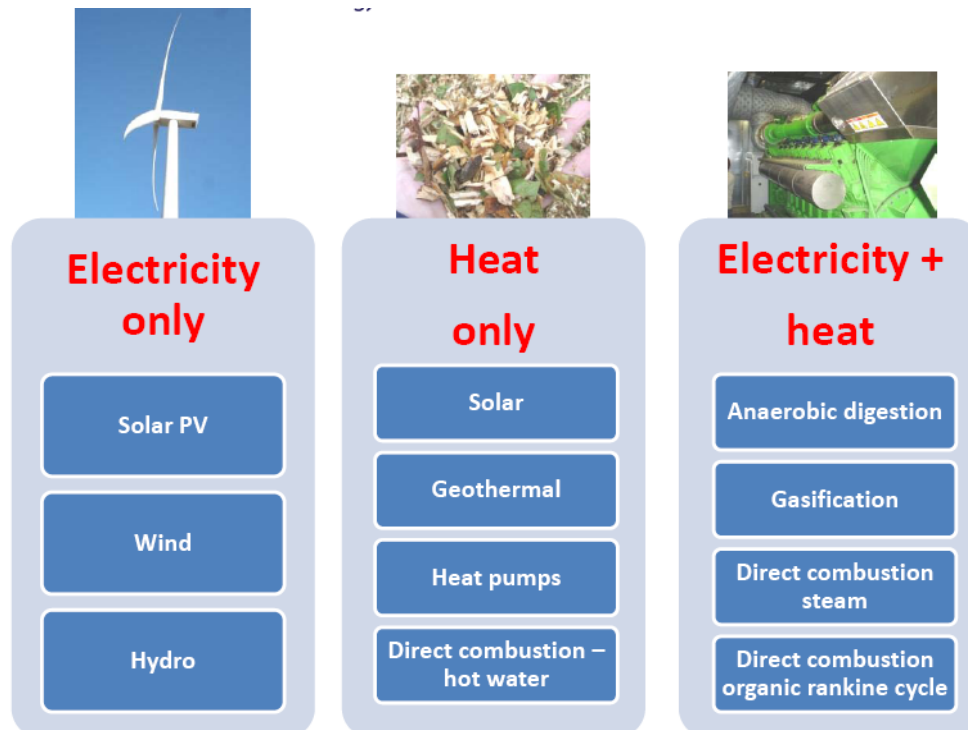 Electricity
only
Solar PV
Wind
Hydro
Heat
only
Solar
Geothermal
Heat pumps
Direct combustion –
hot water
Electricity +
heat
Anaerobic digestion
Gasification
Direct combustion
steam
Direct combustion
organic rankine cycle